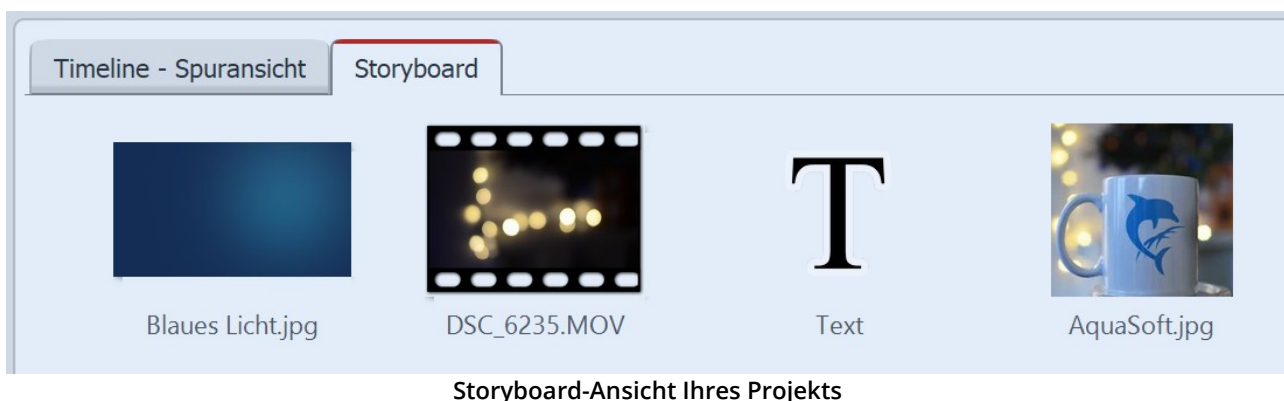 Timeline - Spuransicht Storyboard
T
Blaues Licht.jpg DSC_6235.MOV Text AquaSoft.jpg
Storyboard-Ansicht Ihres Projekts